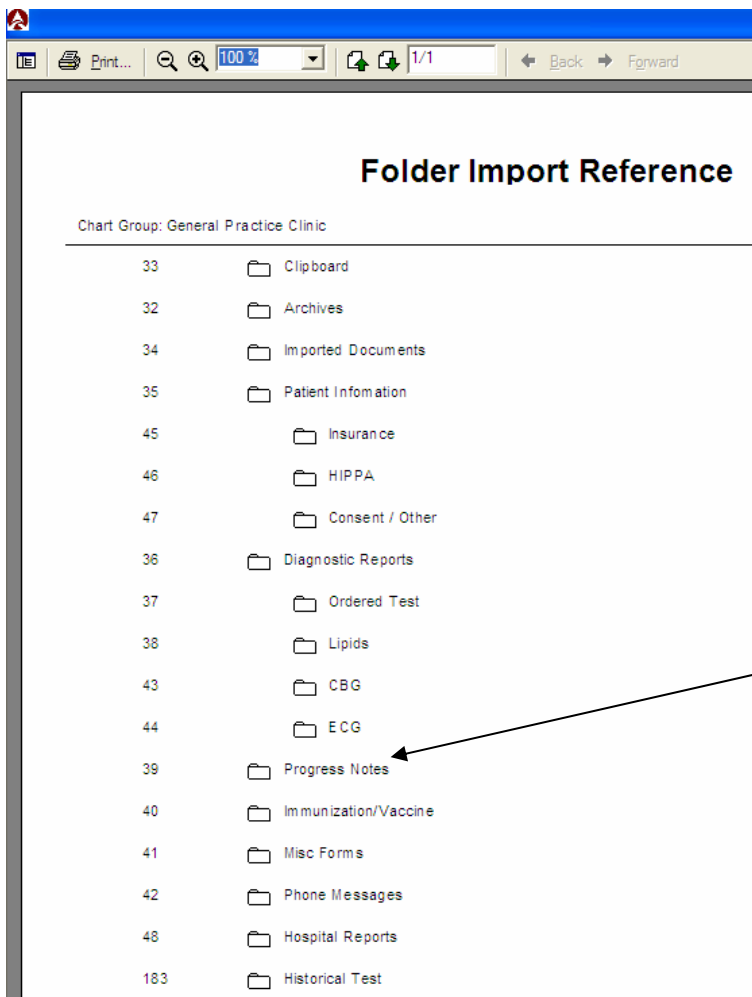 Print... 100 % 1/1 Back Forward
Folder Import Reference
Chart Group: General Practice Clinic
33 Clipboard
32 Archives
34 Imported Documents
35 Patient Infomation
45 Insurance
46 HIPPA
47 Consent / Other
36 Diagnostic Reports
37 Ordered Test
38 Lipids
43 CBG
44 ECG
39 Progress Notes
40 Immunization/Vaccine
41 Misc Forms
42 Phone Messages
48 Hospital Reports
183 Historical Test